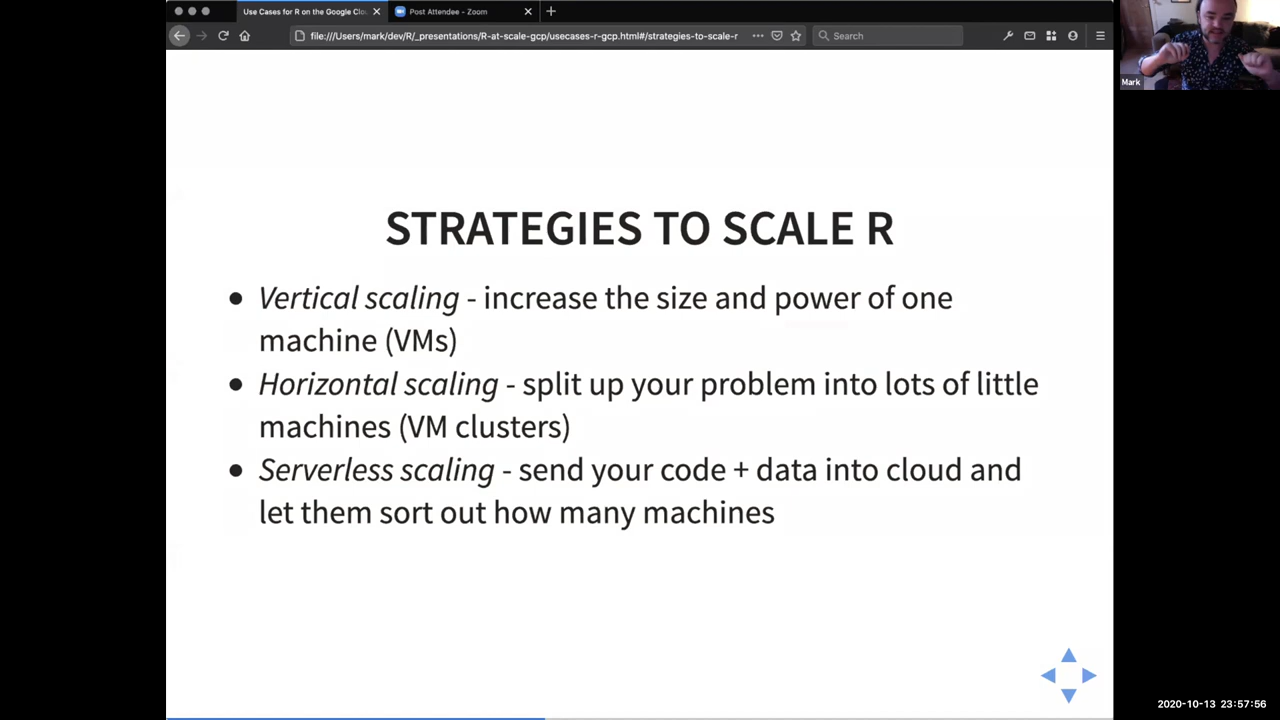 Use Cases for R on the Google Clou
Post Attendee - Zoom
file:///Users/mark/dev/R/_presentations/R-at-scale-gcp/usecases-r-gcp.html#/strategies-to-scale-r
Search
Mark
STRATEGIES TO SCALE R
Vertical scaling - increase the size and power of one
machine (VMs)
Horizontal scaling - split up your problem into lots of little
machines (VM clusters)
Serverless scaling - send your code + data into cloud and
let them sort out how many machines
2020-10-13 23:57:56